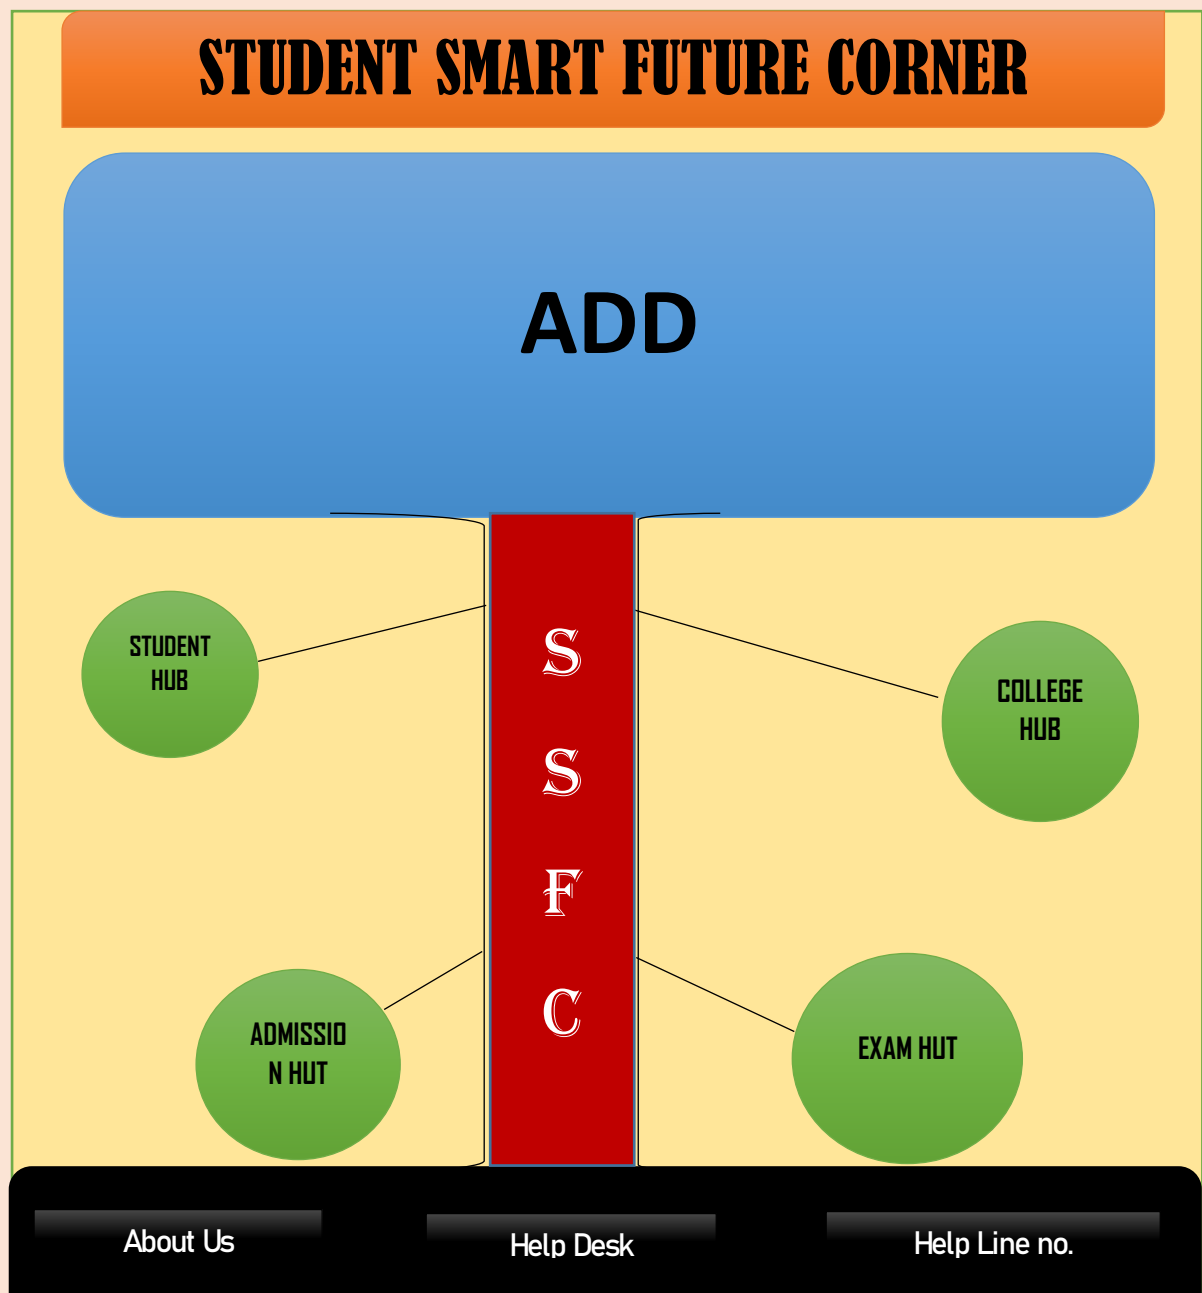 STUDENT SMART FUTURE CORNER
ADD
STUDENT
HUB
COLLEGE
HUB
S
S
F
C
ADMISSIO
N HUT
EXAM HUT
About Us
Help Desk
Help Line no.